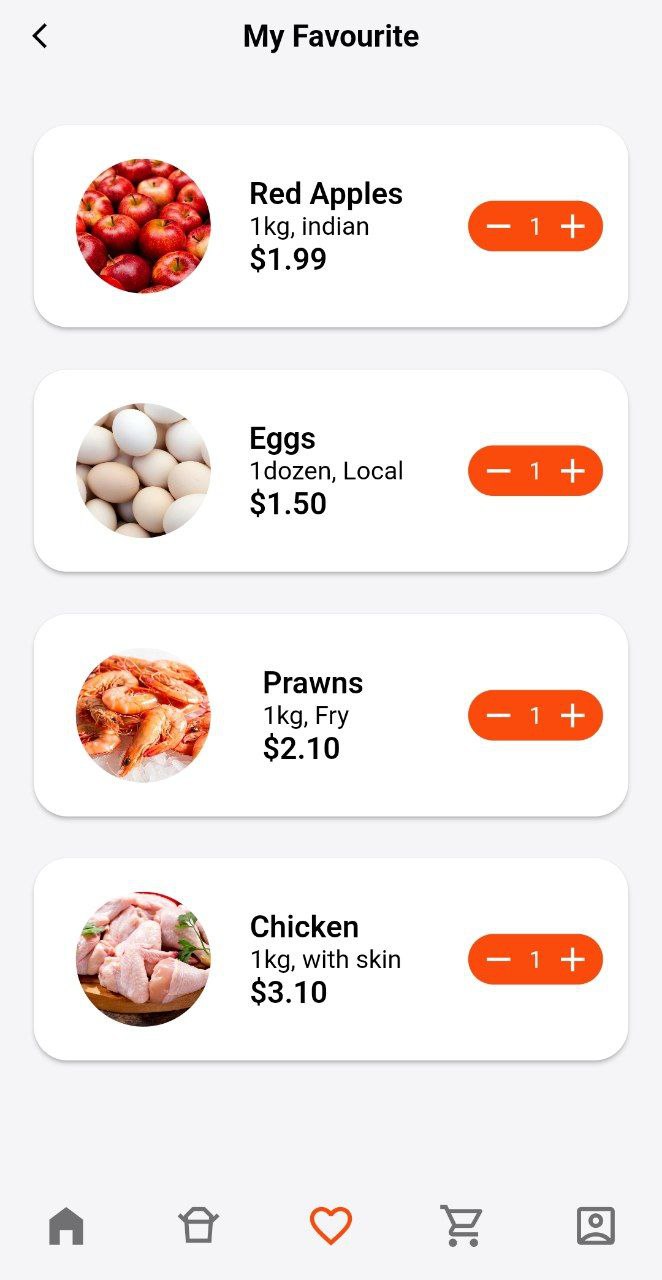 My Favourite
Red Apples
1kg, indian
$1.99
1
Eggs
1dozen, Local
$1.50
1
Prawns
1kg, Fry
$2.10
1
Chicken
1kg, with skin
$3.10
1